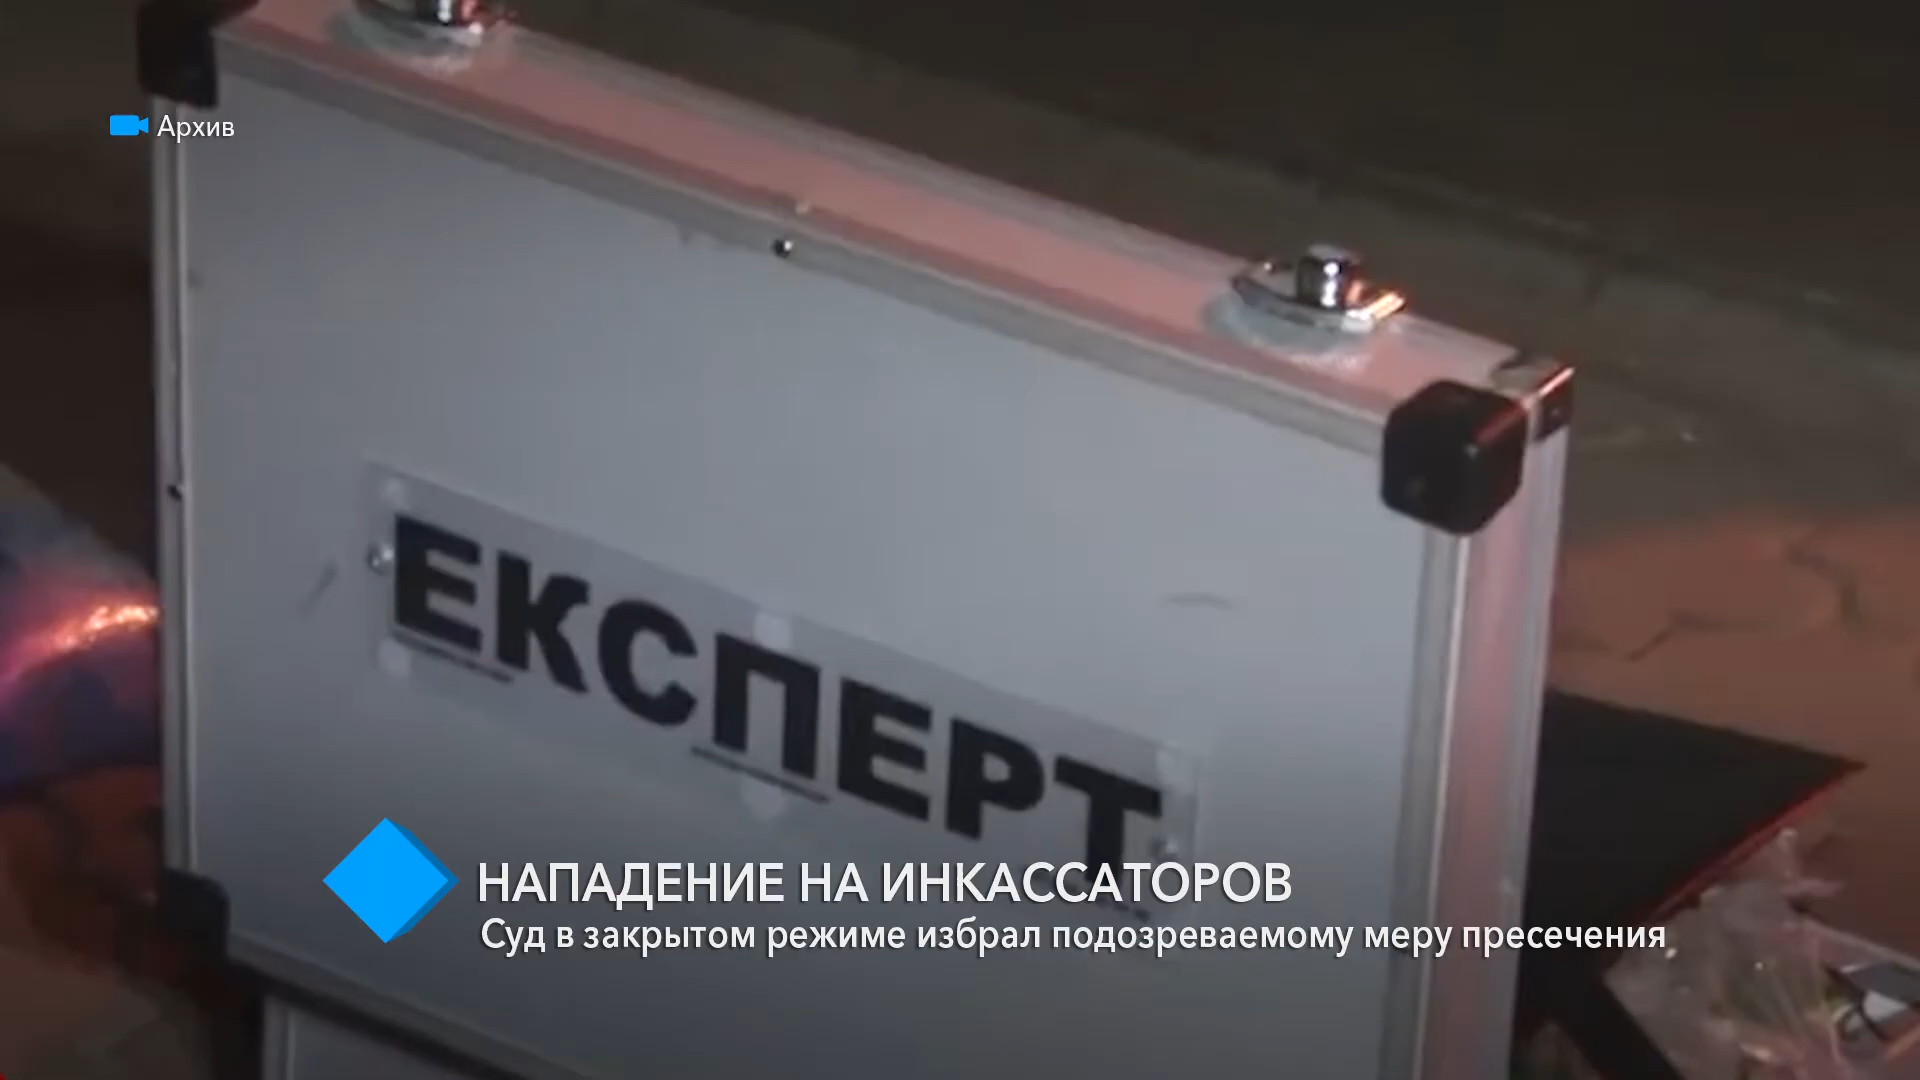 Архив
ЕКСПЕРТ
НАПАДЕНИЕ НА ИНКАССАТОРОВ
Суд в закрытом режиме избрал подозреваемому меру пресечения